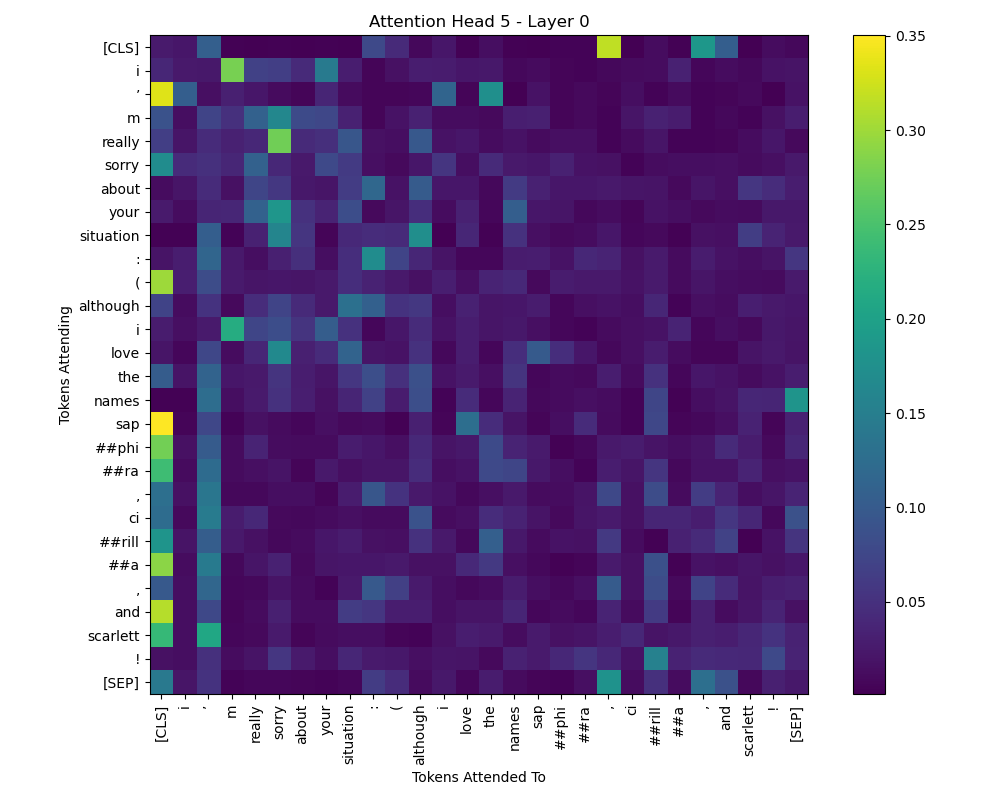 Attention Head 5 - Layer 0
Tokens Attending
[CLS]
i
’
m
really
sorry
about
your
situation
:
(
although
i
love
the
names
sap
##phi
##ra
,
ci
##rill
##a
,
and
scarlett
!
[SEP]
[CLS] i ’ m really sorry about your situation : ( although i love the names sap ##phi ##ra , ci ##rill ##a , and scarlett ! [SEP]
Tokens Attended To
0.35
0.30
0.25
0.20
0.15
0.10
0.05